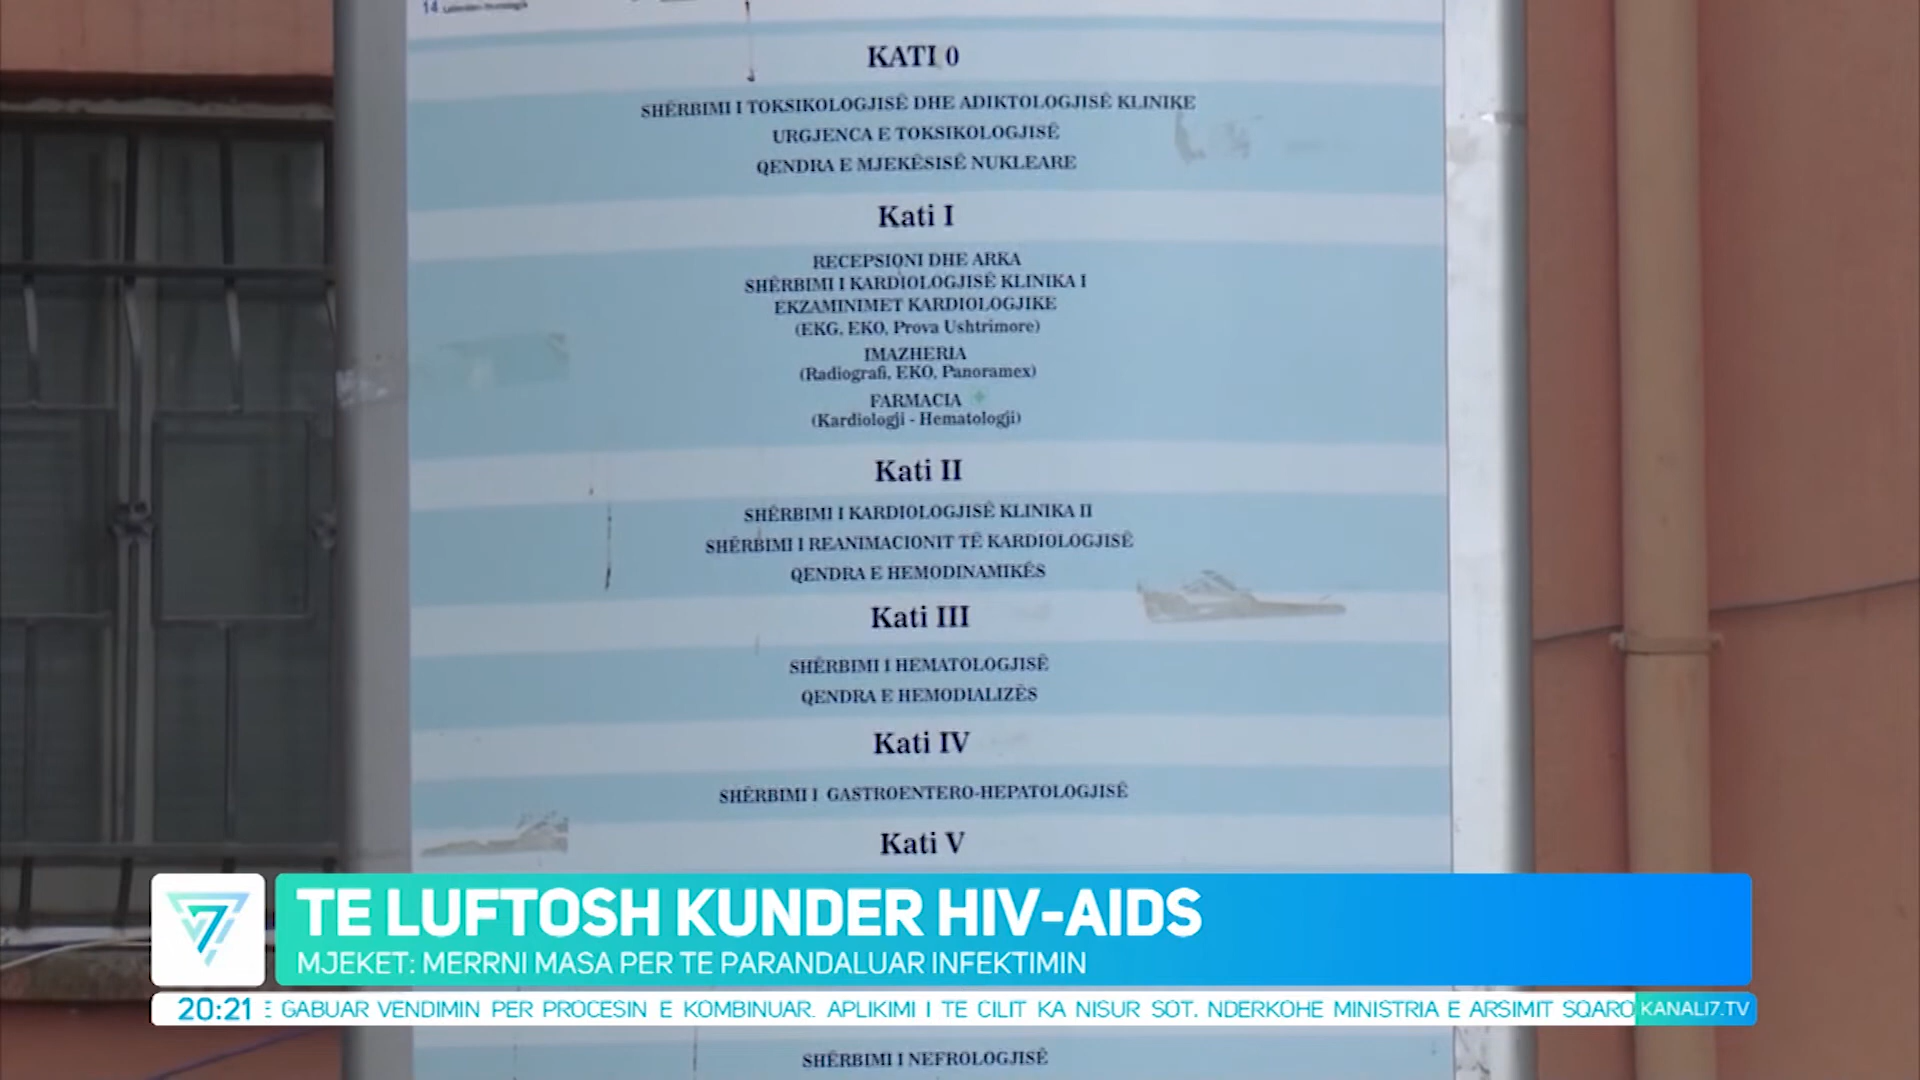 14
KATI 0
SHËRBIMI I TOKSIKOLOGJISË DHE ADIKTOLOGJISË KLINIKE
URGJENCA E TOKSIKOLOGJISË
QENDRA E MJEKËSISË NUKLEARE
Kati I
RECEPSIONI DHE ARKA
SHËRBIMI I KARDIOLOGJISË KLINIKA I
EKZAMINIMET KARDIOLOGJIKE
(EKG, EKO, Prova Ushtrimore)
IMAZHERIA
(Radiografi, EKO, Panoramex)
FARMACIA
(Kardiologji - Hematologji)
Kati II
SHËRBIMI I KARDIOLOGJISË KLINIKA II
SHËRBIMI I REANIMACIONIT TË KARDIOLOGJISË
QENDRA E HEMODINAMIKËS
Kati III
SHËRBIMI I HEMATOLOGJISË
QENDRA E HEMODIALIZËS
Kati IV
SHËRBIMI I GASTROENTERO-HEPATOLOGJISË
Kati V
7
TE LUFTOSH KUNDER HIV-AIDS
MJEKET: MERRNI MASA PER TE PARANDALUAR INFEKTIMIN
20:21 E GABUAR VENDIMIN PER PROCESIN E KOMBINUAR. APLIKIMI I TE CILIT KA NISUR SOT. NDERKOHE MINISTRIA E ARSIMIT SQARO KANALI7.TV
SHËRBIMI I NEFROLOGJISË